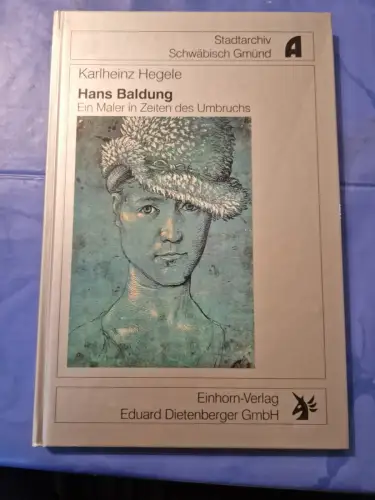 Stadtarchiv
Schwäbisch Gmünd
Karlheinz Hegele
Hans Baldung
Ein Maler in Zeiten des Umbruchs
Einhorn-Verlag
Eduard Dietenberger GmbH